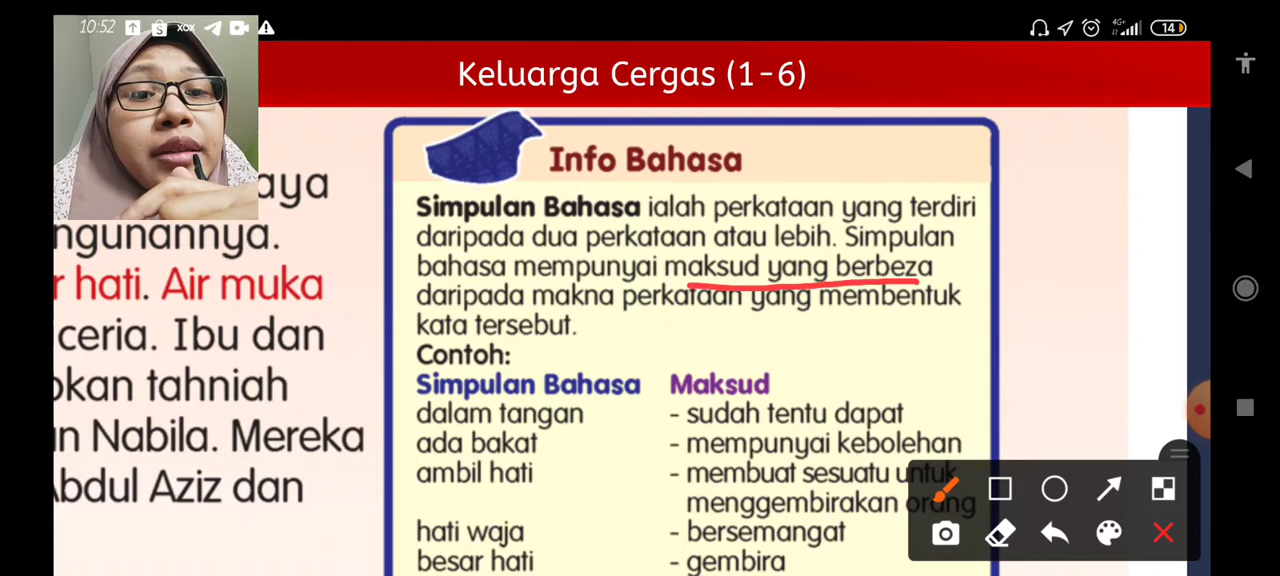 10:52 S XOX 4G+ 14
Keluarga Cergas (1-6)
Info Bahasa
Simpulan Bahasa ialah perkataan yang terdiri
daripada dua perkataan atau lebih. Simpulan
bahasa mempunyai maksud yang berbeza
daripada makna perkataan yang membentuk
kata tersebut.
Contoh:
Simpulan Bahasa Maksud
dalam tangan - sudah tentu dapat
ada bakat - mempunyai kebolehan
ambil hati - membuat sesuatu untuk
menggembirakan orang
hati waja - bersemangat
besar hati - gembira
hati. Air muka
ceria. Ibu dan
tahniah
Nabila. Mereka
Abdul Aziz dan